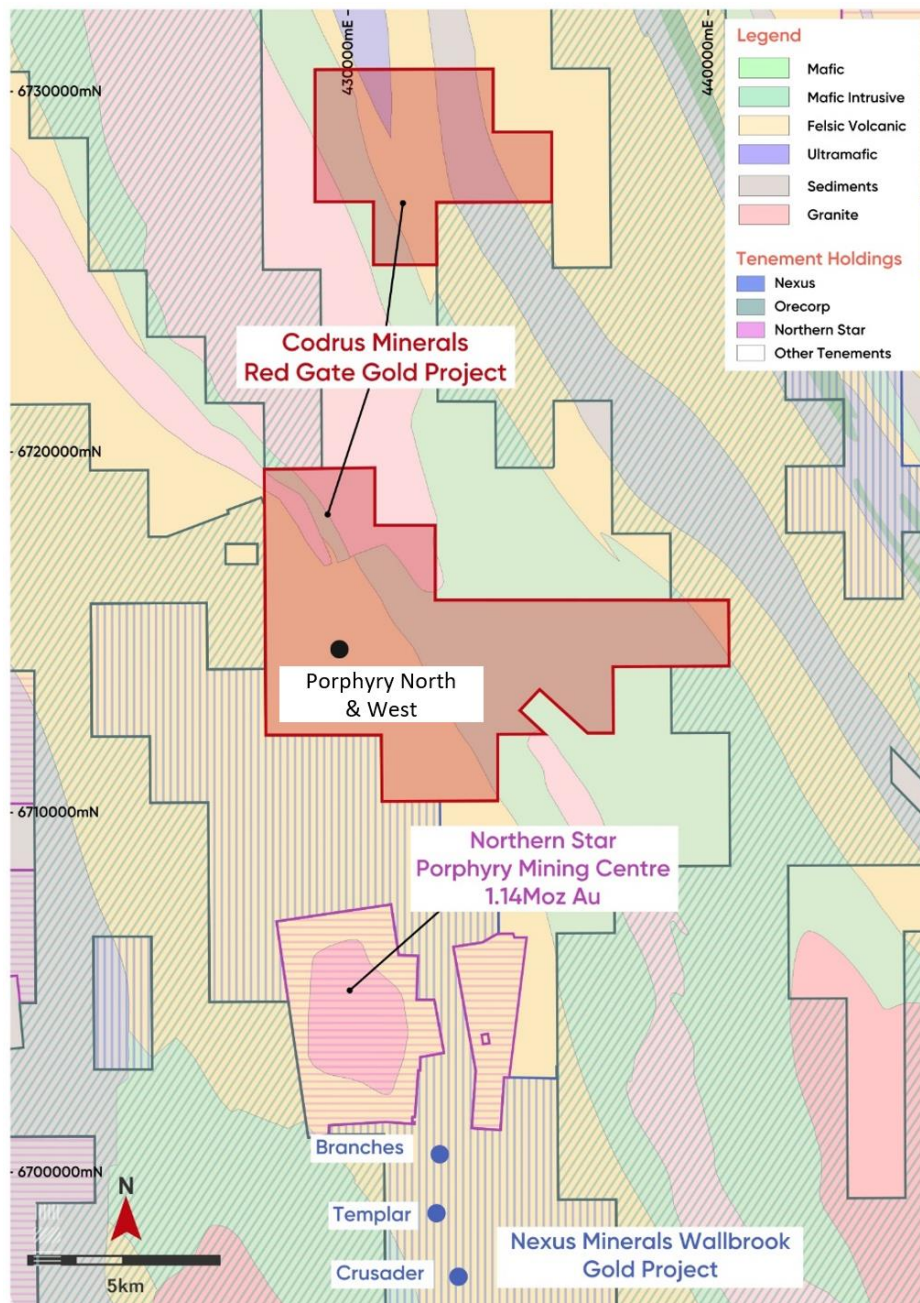 430000mE
440000mE
6730000mN
6720000mN
6710000mN
6700000mN
Legend
Mafic
Mafic Intrusive
Felsic Volcanic
Ultramafic
Sediments
Granite
Tenement Holdings
Nexus
Orecorp
Northern Star
Other Tenements
Codrus Minerals
Red Gate Gold Project
Porphyry North
& West
Northern Star
Porphyry Mining Centre
1.14Moz Au
Branches
Templar
Crusader
Nexus Minerals Wallbrook
Gold Project
N
5km